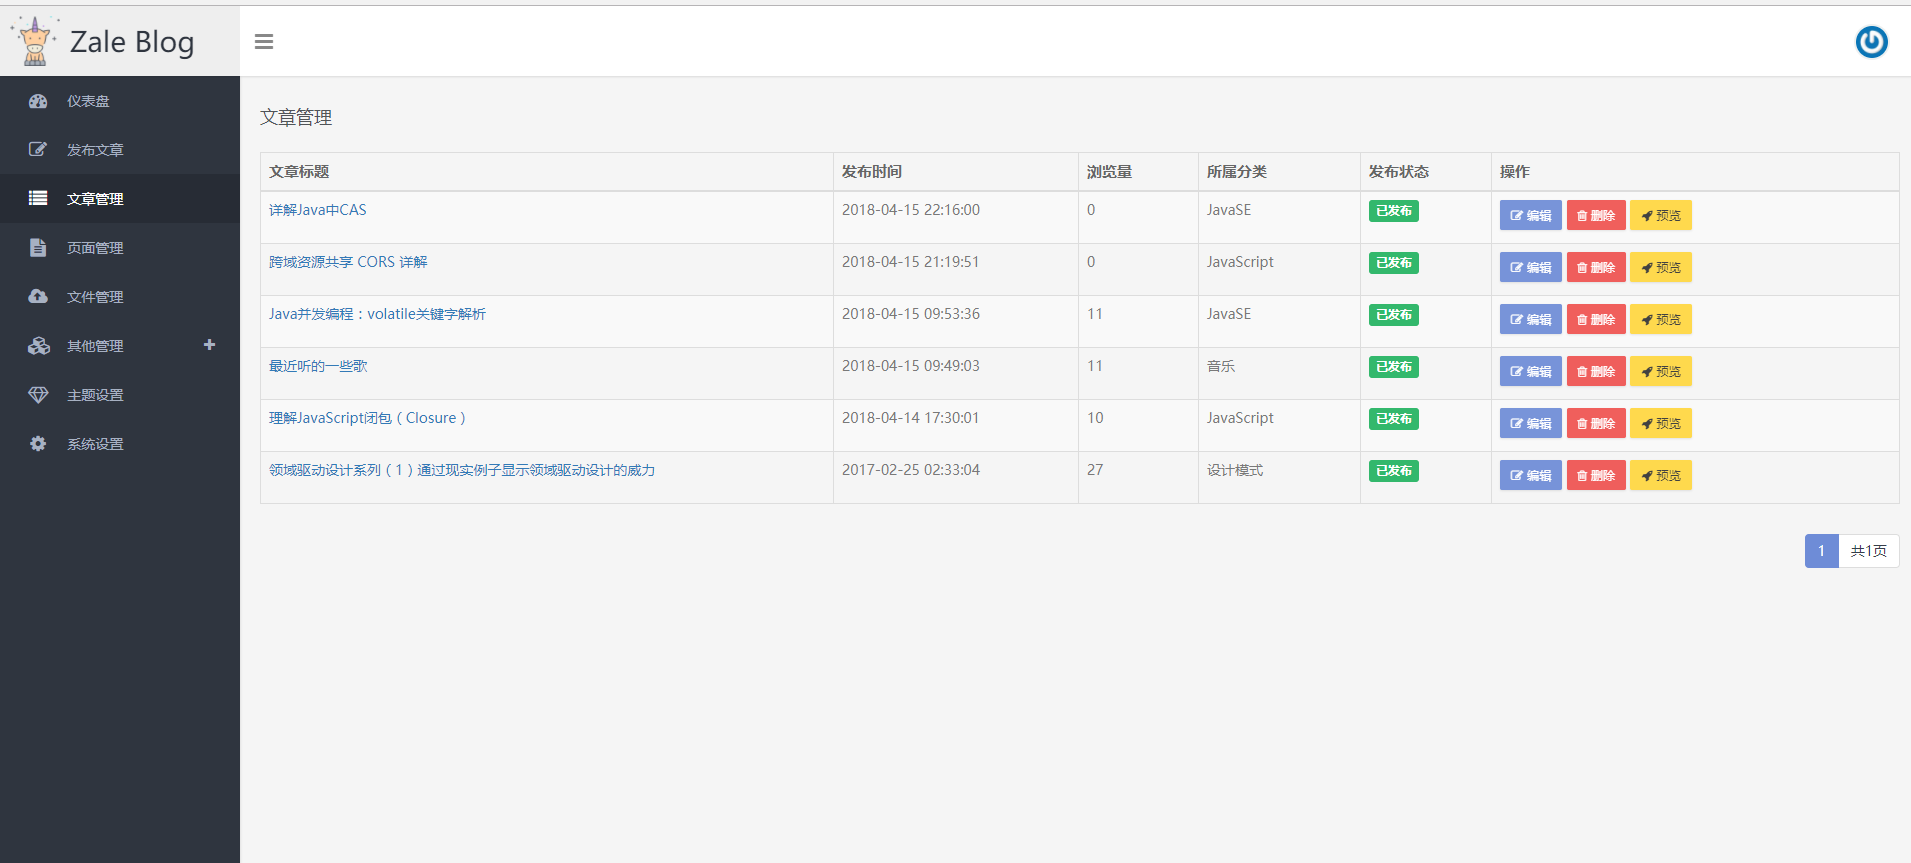 Zale Blog
仪表盘
发布文章
文章管理
页面管理
文件管理
其他管理
主题设置
系统设置
文章管理
文章标题 发布时间 浏览量 所属分类 发布状态 操作
详解Java中CAS 2018-04-15 22:16:00 0 JavaSE 已发布 编辑 删除 预览
跨域资源共享 CORS 详解 2018-04-15 21:19:51 0 JavaScript 已发布 编辑 删除 预览
Java并发编程：volatile关键字解析 2018-04-15 09:53:36 11 JavaSE 已发布 编辑 删除 预览
最近听的一些歌 2018-04-15 09:49:03 11 音乐 已发布 编辑 删除 预览
理解JavaScript闭包（Closure） 2018-04-14 17:30:01 10 JavaScript 已发布 编辑 删除 预览
领域驱动设计系列（1）通过现实例子显示领域驱动设计的威力 2017-02-25 02:33:04 27 设计模式 已发布 编辑 删除 预览
1 共1页